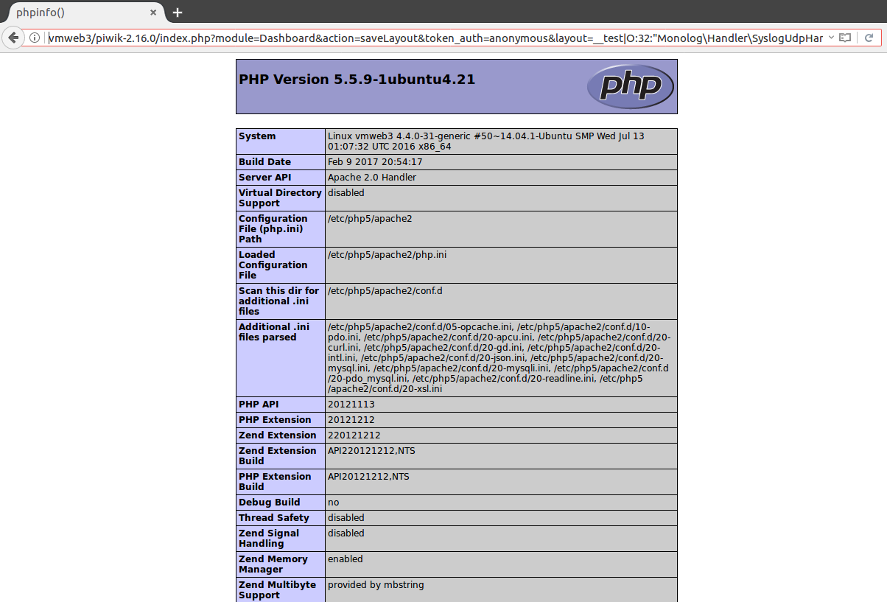 phpinfo()
vmweb3/piwik-2.16.0/index.php?module=Dashboard&action=saveLayout&token_auth=anonymous&layout=__test|O:32:"Monolog\Handler\SyslogUdpHar
PHP Version 5.5.9-1ubuntu4.21
php
System
Linux vmweb3 4.4.0-31-generic #50~14.04.1-Ubuntu SMP Wed Jul 13
01:07:32 UTC 2016 x86_64
Build Date
Feb 9 2017 20:54:17
Server API
Apache 2.0 Handler
Virtual Directory
Support
disabled
Configuration
File (php.ini)
Path
/etc/php5/apache2
Loaded
Configuration
File
/etc/php5/apache2/php.ini
Scan this dir for
additional .ini
files
/etc/php5/apache2/conf.d
Additional .ini
files parsed
/etc/php5/apache2/conf.d/05-opcache.ini, /etc/php5/apache2/conf.d/10-
pdo.ini, /etc/php5/apache2/conf.d/20-apcu.ini, /etc/php5/apache2/conf.d/20-
curl.ini, /etc/php5/apache2/conf.d/20-gd.ini, /etc/php5/apache2/conf.d/20-
intl.ini, /etc/php5/apache2/conf.d/20-json.ini, /etc/php5/apache2/conf.d/20-
mysql.ini, /etc/php5/apache2/conf.d/20-mysqli.ini, /etc/php5/apache2/conf.d
/20-pdo_mysql.ini, /etc/php5/apache2/conf.d/20-readline.ini, /etc/php5
/apache2/conf.d/20-xsl.ini
PHP API
20121113
PHP Extension
20121212
Zend Extension
220121212
Zend Extension
Build
API220121212,NTS
PHP Extension
Build
API20121212,NTS
Debug Build
no
Thread Safety
disabled
Zend Signal
Handling
disabled
Zend Memory
Manager
enabled
Zend Multibyte
Support
provided by mbstring